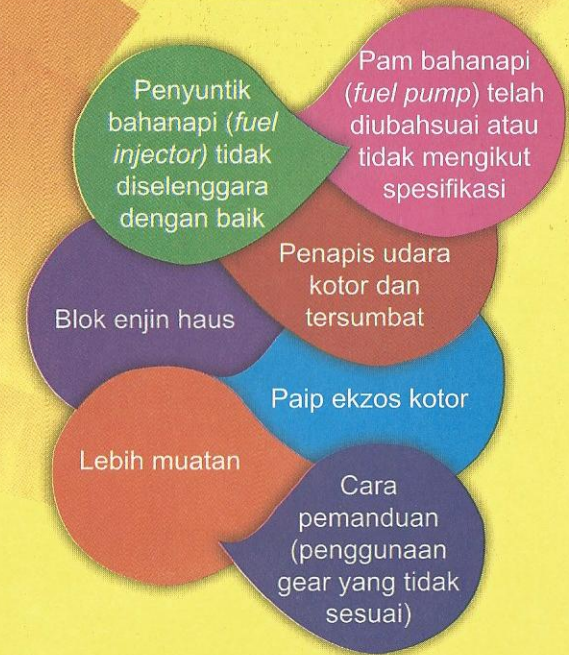 Penyuntik
bahanapi (fuel
injector) tidak
diselenggara
dengan baik
Pam bahanapi
(fuel pump) telah
diubahsuai atau
tidak mengikut
spesifikasi
Penapis udara
kotor dan
tersumbat
Blok enjin haus
Paip ekzos kotor
Lebih muatan
Cara
pemanduan
(penggunaan
gear yang tidak
sesuai)